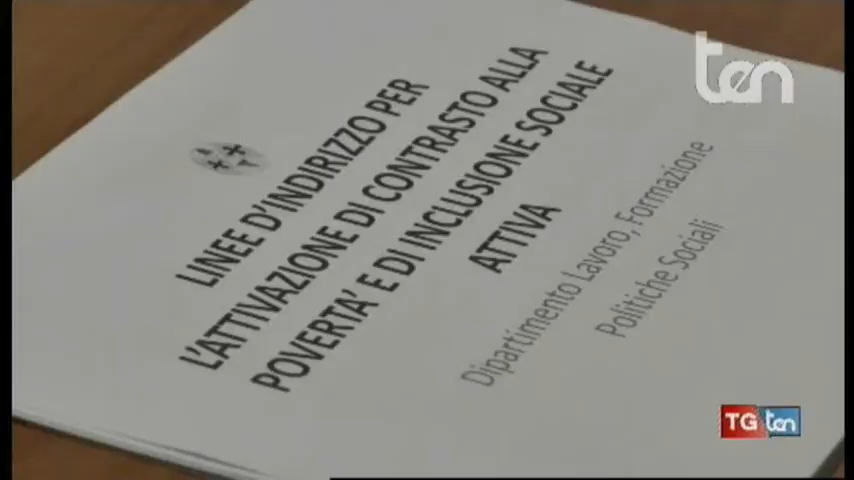 ten
LINEE D'INDIRIZZO PER
L'ATTIVAZIONE DI CONTRASTO ALLA
POVERTA' E DI INCLUSIONE SOCIALE
ATTIVA
Dipartimento Lavoro, Formazione
Politiche Sociali
TG ten